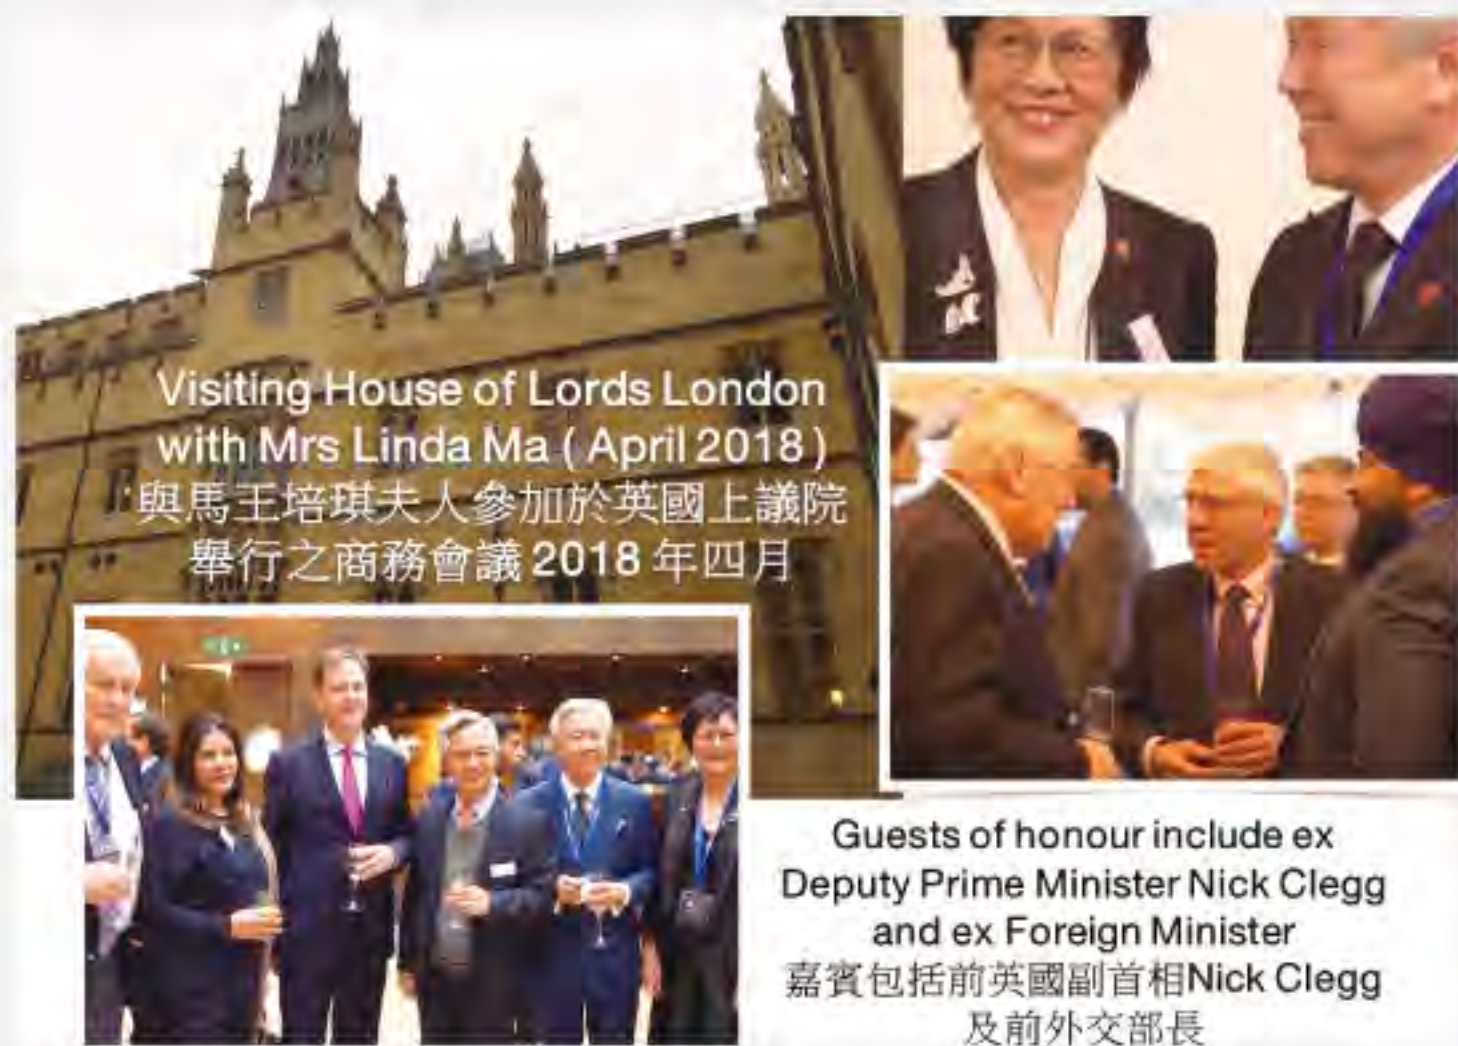 Visiting House of Lords London
with Mrs Linda Ma ( April 2018 )
與馬王培琪夫人參加於英國上議院
舉行之商務會議 2018 年四月
Guests of honour include ex
Deputy Prime Minister Nick Clegg
and ex Foreign Minister
嘉賓包括前英國副首相Nick Clegg
及前外交部長